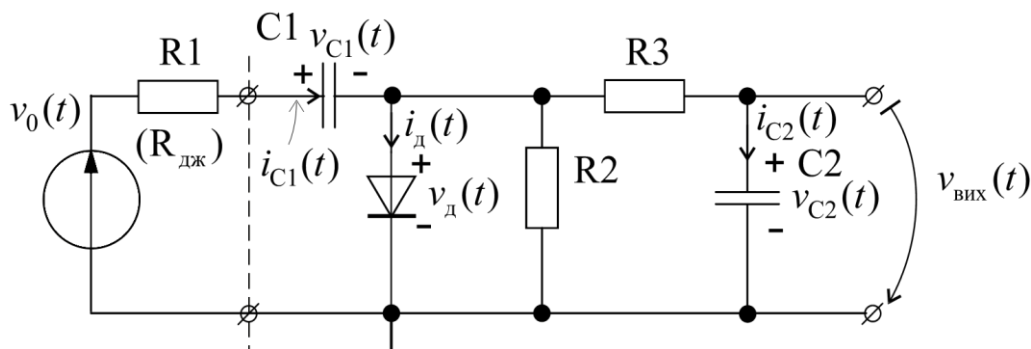 C1
v_C1(t)
R1
R3
v_0(t)
+
-
(R_дж)
i_C1(t)
i_д(t)
+
v_д(t)
-
R2
i_C2(t)
+
C2
v_C2(t)
-
v_вих(t)